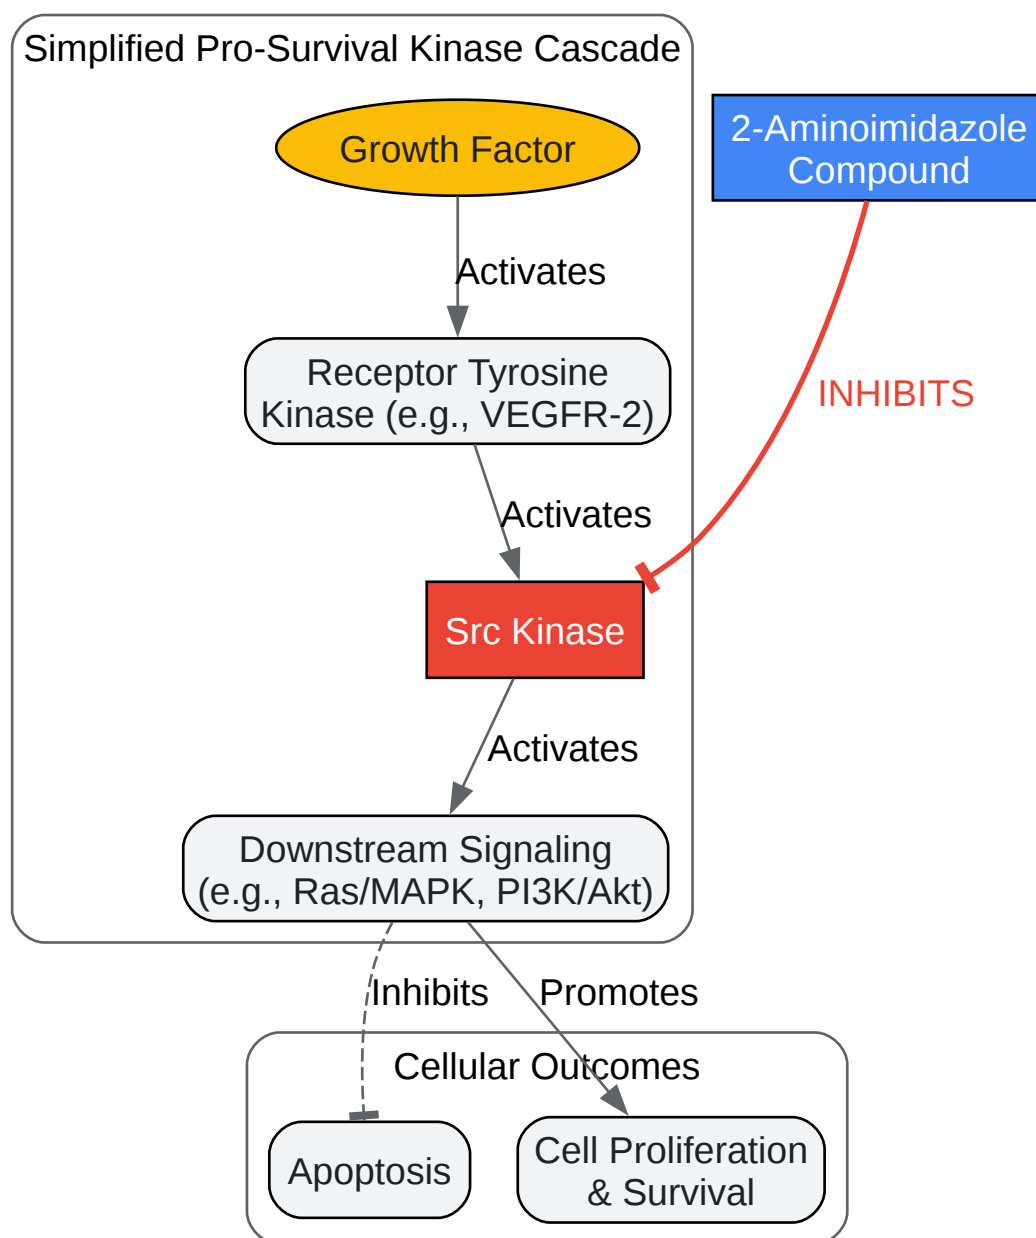 Simplified Pro-Survival Kinase Cascade
Growth Factor
2-Aminoimidazole
Compound
Activates
Receptor Tyrosine
Kinase (e.g., VEGFR-2)
INHIBITS
Activates
Src Kinase
Activates
Downstream Signaling
(e.g., Ras/MAPK, PI3K/Akt)
Inhibits
Promotes
Cellular Outcomes
Apoptosis
Cell Proliferation
& Survival